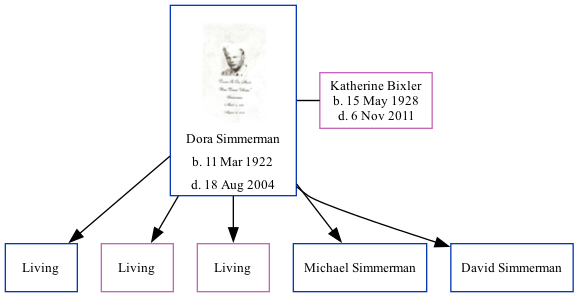 Dora Simmerman
b. 11 Mar 1922
d. 18 Aug 2004
Katherine Bixler
b. 15 May 1928
d. 6 Nov 2011
Living
Living
Living
Michael Simmerman
David Simmerman